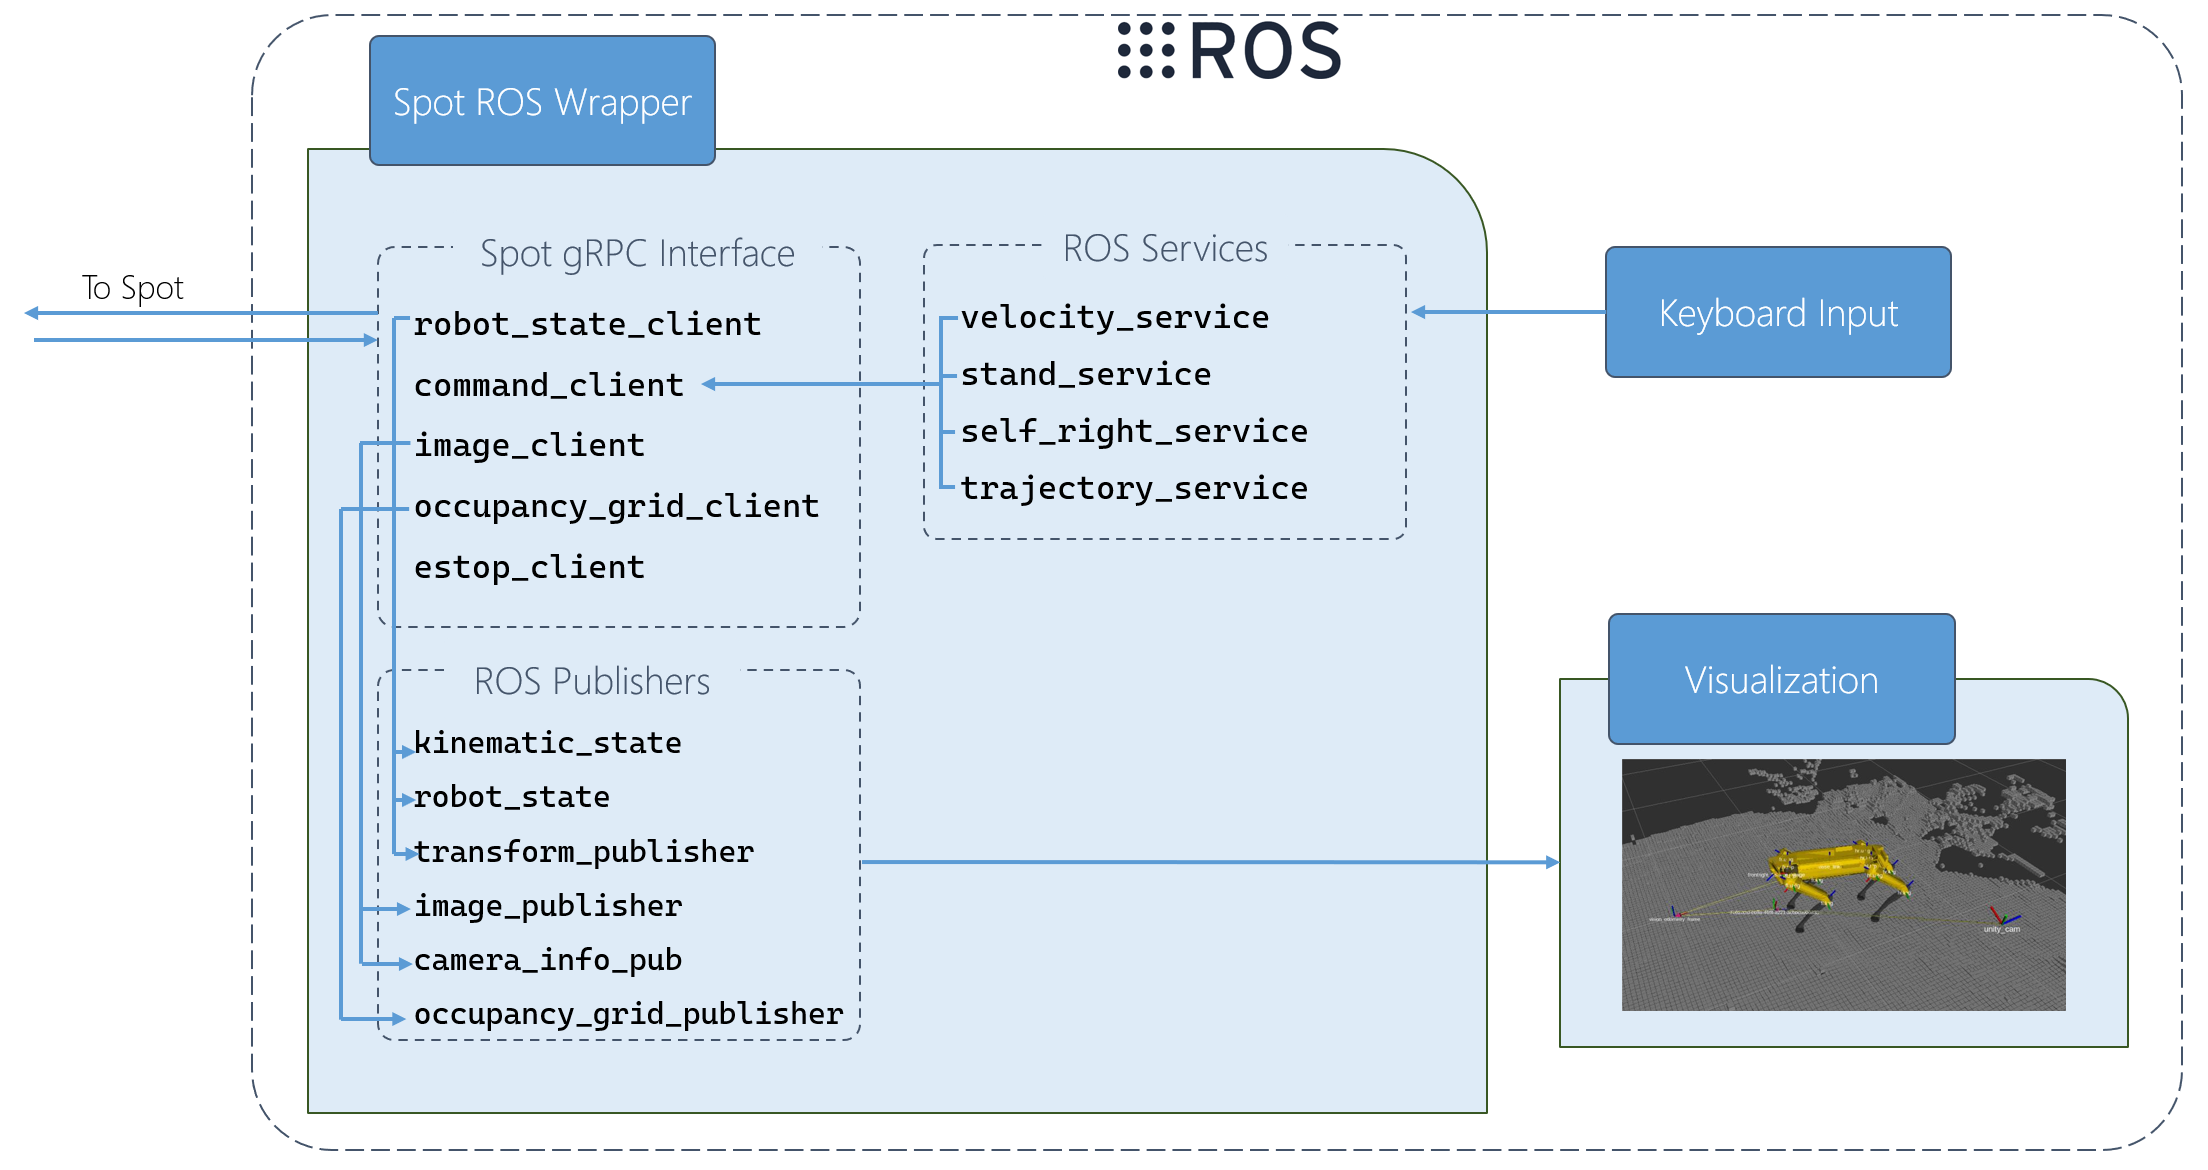 ROS
Spot ROS Wrapper
To Spot
Spot gRPC Interface
robot_state_client
command_client
image_client
occupancy_grid_client
estop_client
ROS Services
velocity_service
stand_service
self_right_service
trajectory_service
Keyboard Input
ROS Publishers
kinematic_state
robot_state
transform_publisher
image_publisher
camera_info_pub
occupancy_grid_publisher
Visualization
unity_cam